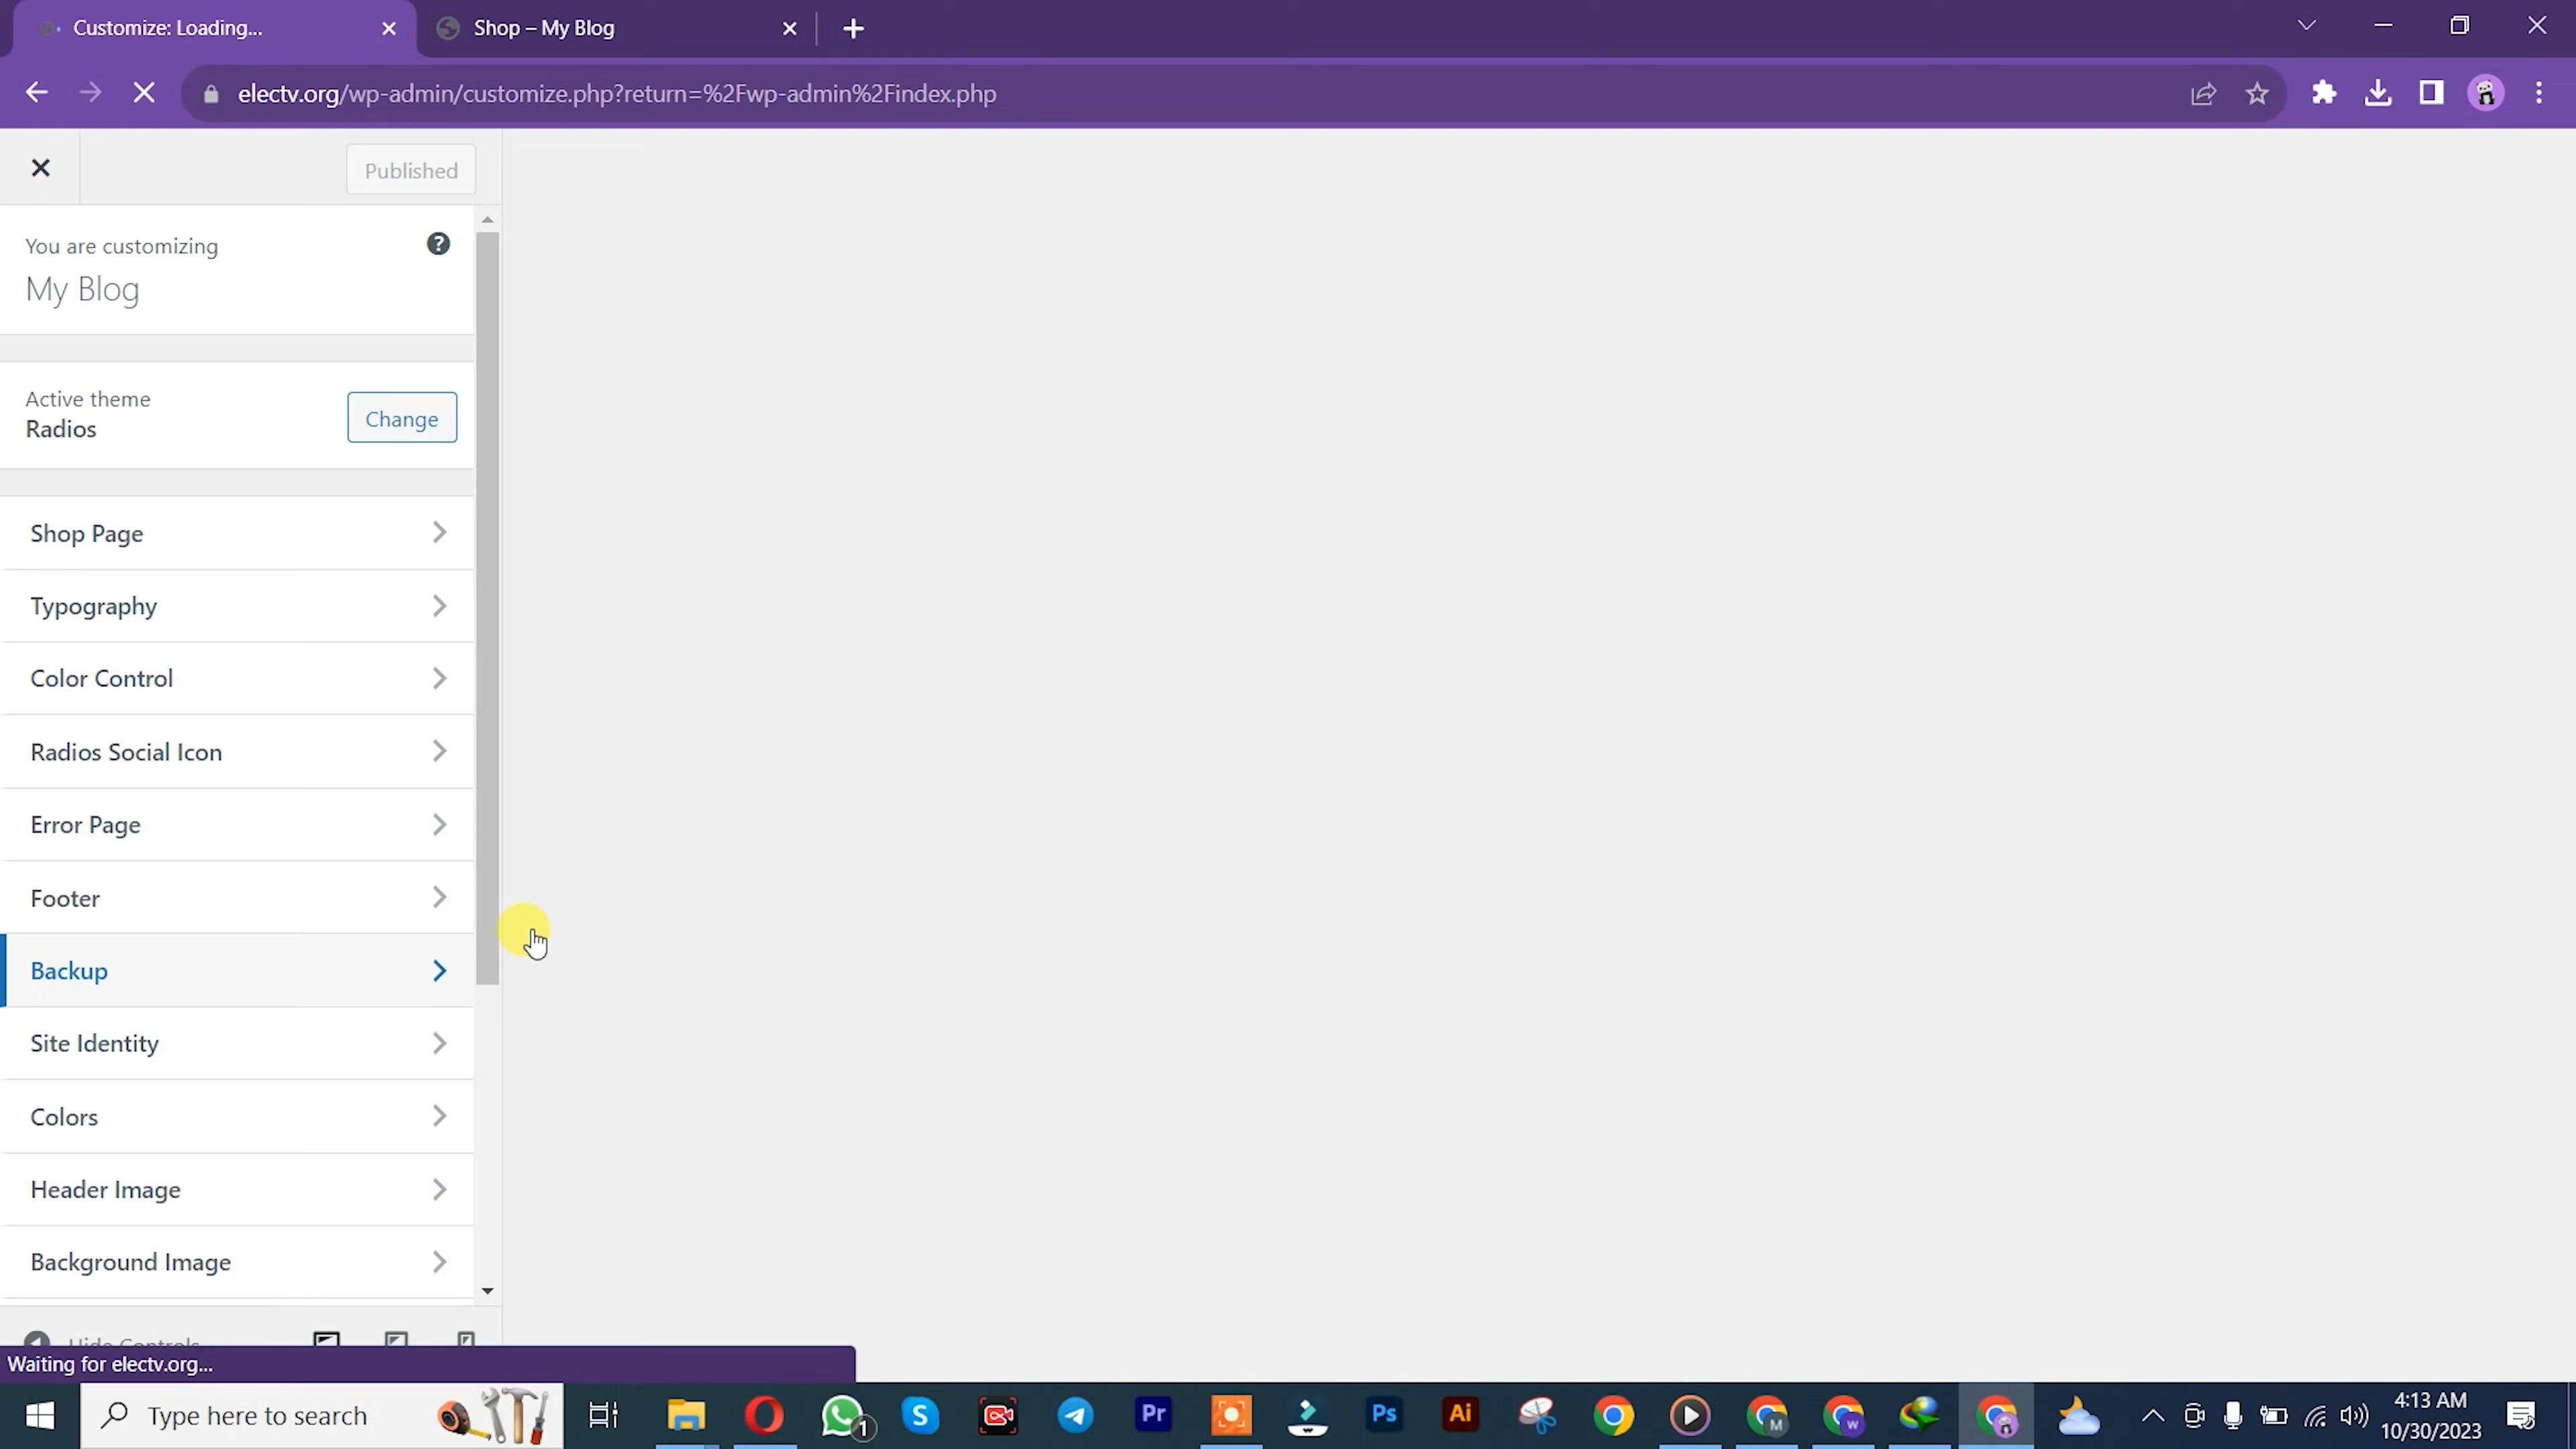 Customize: Loading...
Shop – My Blog
electv.org/wp-admin/customize.php?return=%2Fwp-admin%2Findex.php
Published
You are customizing
My Blog
Active theme
Radios
Change
Shop Page
Typography
Color Control
Radios Social Icon
Error Page
Footer
Backup
Site Identity
Colors
Header Image
Background Image
Hide Controls
Waiting for electv.org...
Type here to search
1
Pr
Ps
Ai
M
W
4:13 AM
10/30/2023